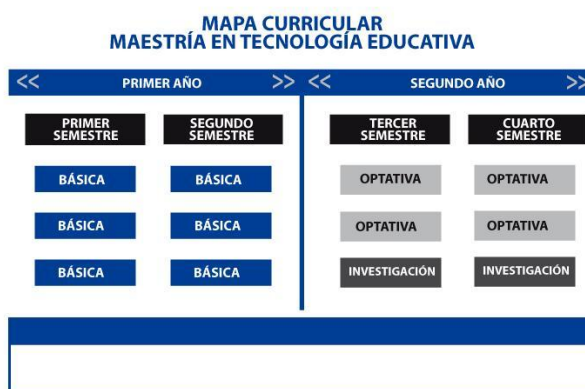 MAPA CURRICULAR
MAESTRÍA EN TECNOLOGÍA EDUCATIVA
<< PRIMER AÑO >> << SEGUNDO AÑO >>
PRIMER SEMESTRE SEGUNDO SEMESTRE TERCER SEMESTRE CUARTO SEMESTRE
BÁSICA BÁSICA OPTATIVA OPTATIVA
BÁSICA BÁSICA OPTATIVA OPTATIVA
BÁSICA BÁSICA INVESTIGACIÓN INVESTIGACIÓN